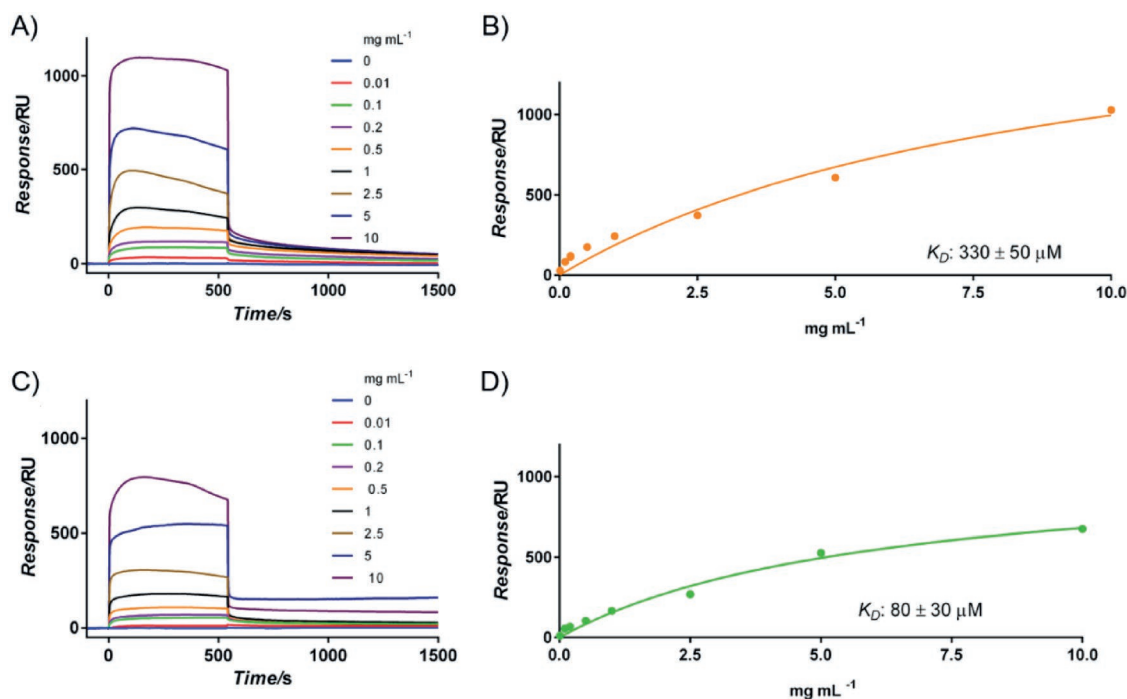 A)
mg mL⁻¹
0
0.01
0.1
0.2
0.5
1
2.5
5
10
1000
500
0
Response/RU
0 500 1000 1500
Time/s
B)
1000
500
0
Response/RU
K_D: 330 ± 50 µM
0.0 2.5 5.0 7.5 10.0
mg mL⁻¹
C)
mg mL⁻¹
0
0.01
0.1
0.2
0.5
1
2.5
5
10
1000
500
0
Response/RU
0 500 1000 1500
Time/s
D)
1000
500
0
Response/RU
K_D: 80 ± 30 µM
0.0 2.5 5.0 7.5 10.0
mg mL⁻¹